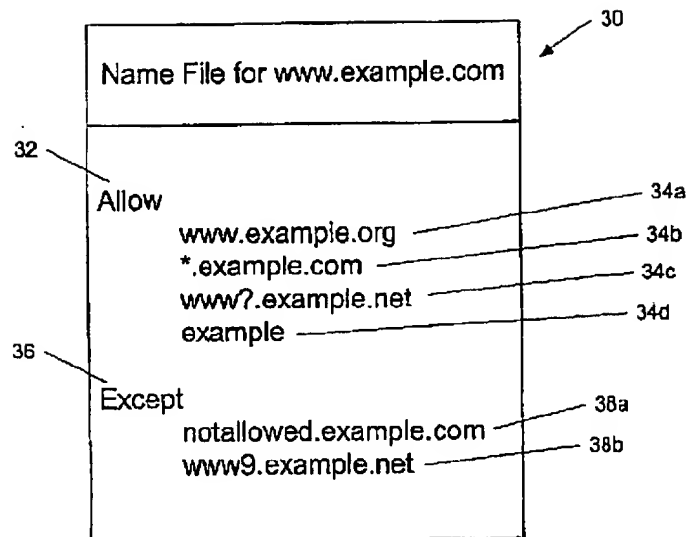 30
Name File for www.example.com
32
Allow
34a
www.example.org
34b
*.example.com
34c
www?.example.net
34d
example
36
Except
38a
notallowed.example.com
38b
www9.example.net